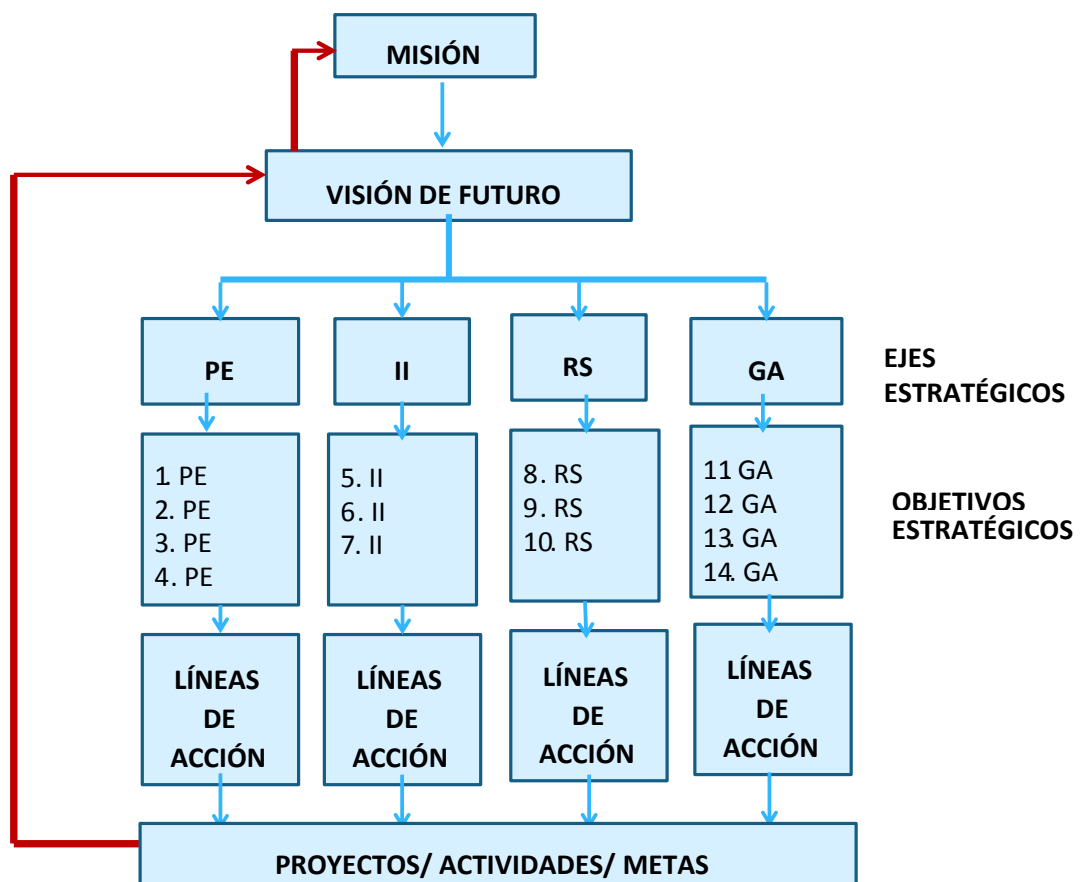 MISIÓN
VISIÓN DE FUTURO
PE
II
RS
GA
EJES
ESTRATÉGICOS
1. PE
2. PE
3. PE
4. PE
5. II
6. II
7. II
8. RS
9. RS
10. RS
11 GA
12. GA
13. GA
14. GA
OBJETIVOS
ESTRATÉGICOS
LÍNEAS
DE
ACCIÓN
LÍNEAS
DE
ACCIÓN
LÍNEAS
DE
ACCIÓN
LÍNEAS
DE
ACCIÓN
PROYECTOS/ ACTIVIDADES/ METAS